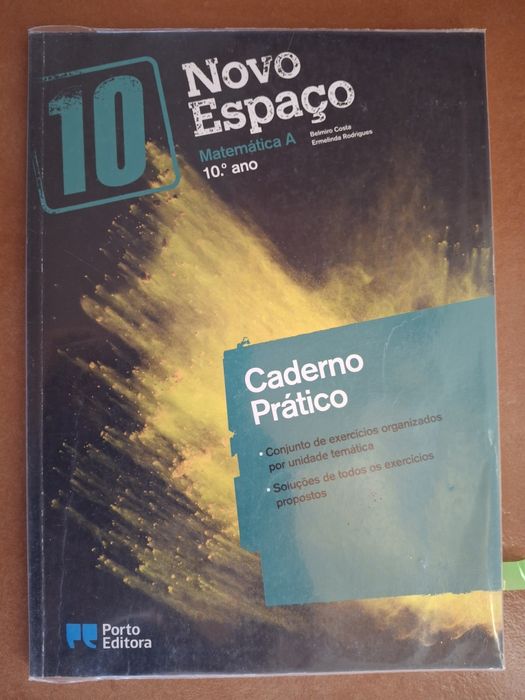 10
Novo
Espaço
Belmiro Costa
Ermelinda Rodrigues
Matemática A
10.º ano
Caderno
Prático
• Conjunto de exercícios organizados
por unidade temática
• Soluções de todos os exercícios
propostos
Porto
Editora